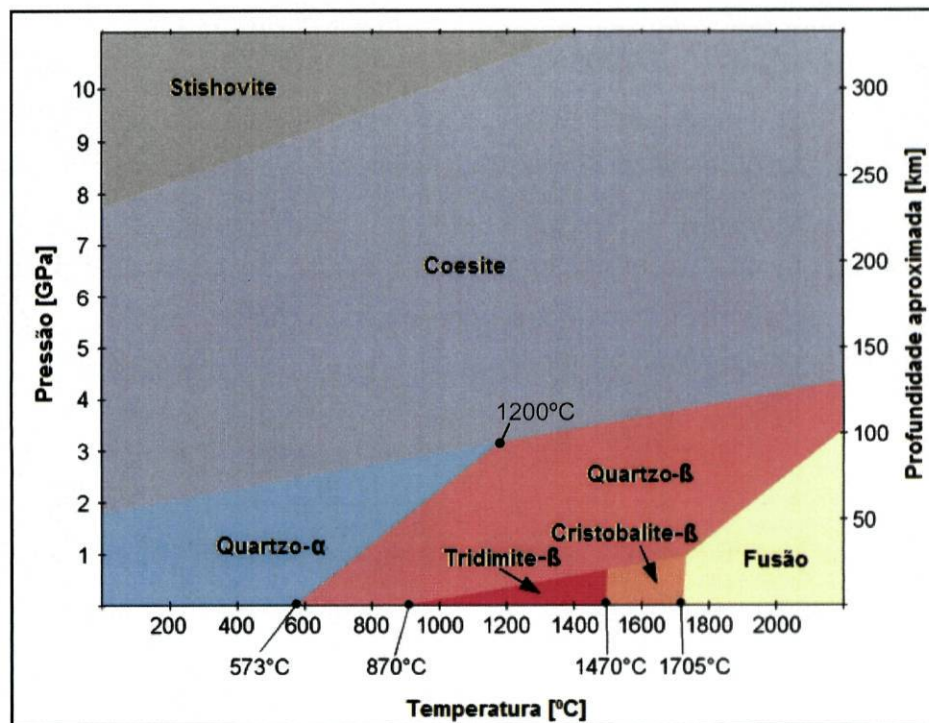 Stishovite
Coesite
1200ºC
Quartzo-ß
Quartzo-α
Cristobalite-ß
Tridimite-ß
Fusão
Pressão [GPa]
10
9
8
7
6
5
4
3
2
1
Profundidade aproximada [km]
300
250
200
150
100
50
200 400 600 800 1000 1200 1400 1600 1800 2000
573°C 870°C 1470°C 1705°C
Temperatura [ºC]